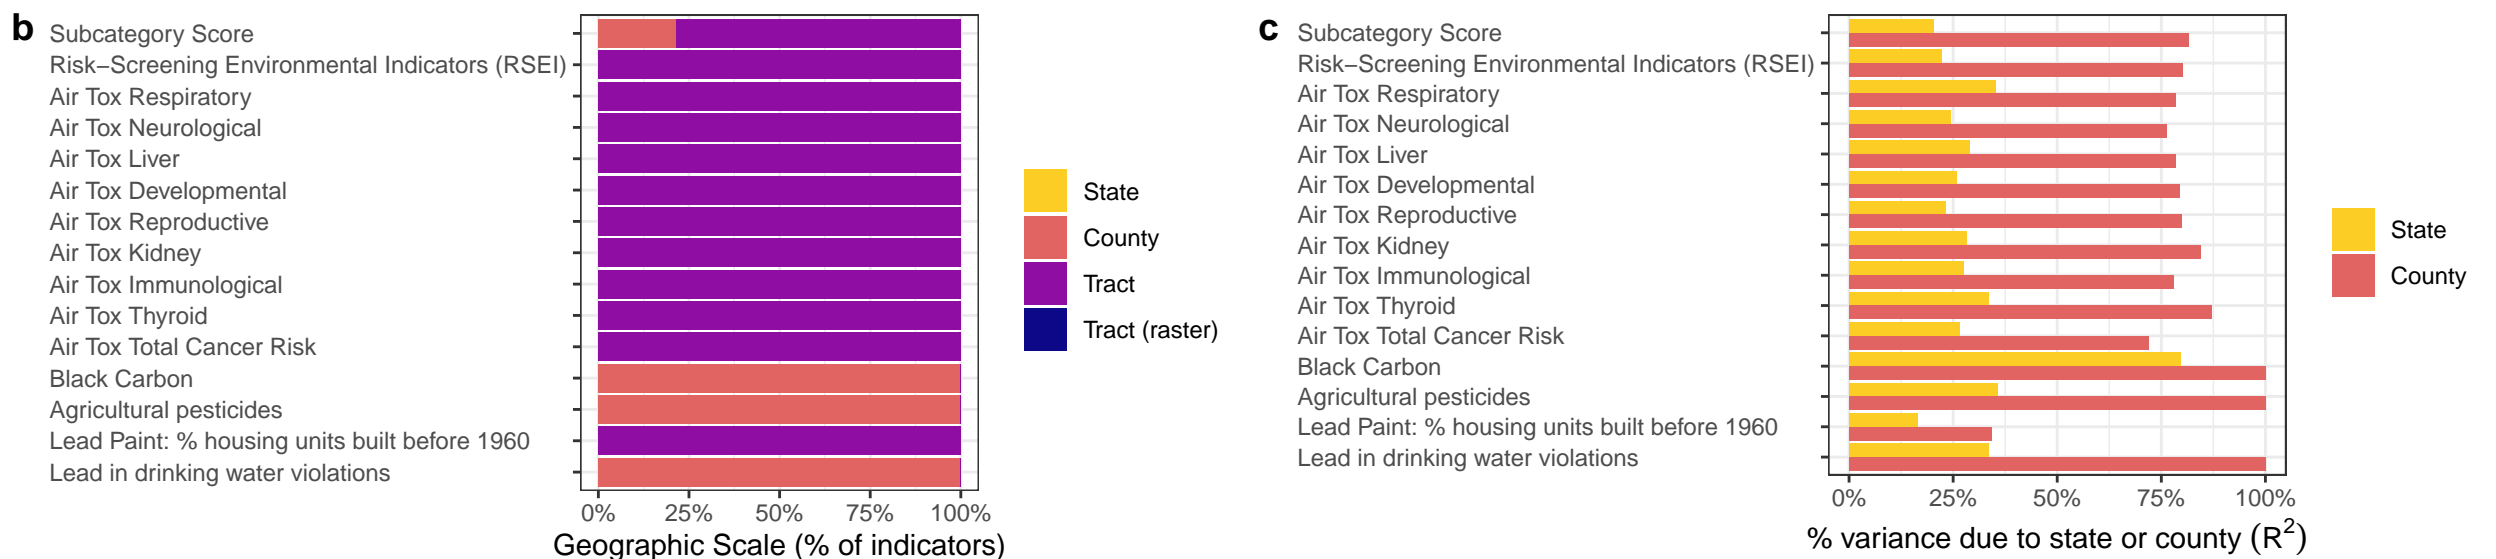 b
Subcategory Score
Risk−Screening Environmental Indicators (RSEI)
Air Tox Respiratory
Air Tox Neurological
Air Tox Liver
Air Tox Developmental
Air Tox Reproductive
Air Tox Kidney
Air Tox Immunological
Air Tox Thyroid
Air Tox Total Cancer Risk
Black Carbon
Agricultural pesticides
Lead Paint: % housing units built before 1960
Lead in drinking water violations
0% 25% 50% 75% 100%
Geographic Scale (% of indicators)
State
County
Tract
Tract (raster)
c
Subcategory Score
Risk−Screening Environmental Indicators (RSEI)
Air Tox Respiratory
Air Tox Neurological
Air Tox Liver
Air Tox Developmental
Air Tox Reproductive
Air Tox Kidney
Air Tox Immunological
Air Tox Thyroid
Air Tox Total Cancer Risk
Black Carbon
Agricultural pesticides
Lead Paint: % housing units built before 1960
Lead in drinking water violations
0% 25% 50% 75% 100%
% variance due to state or county (R²)
State
County